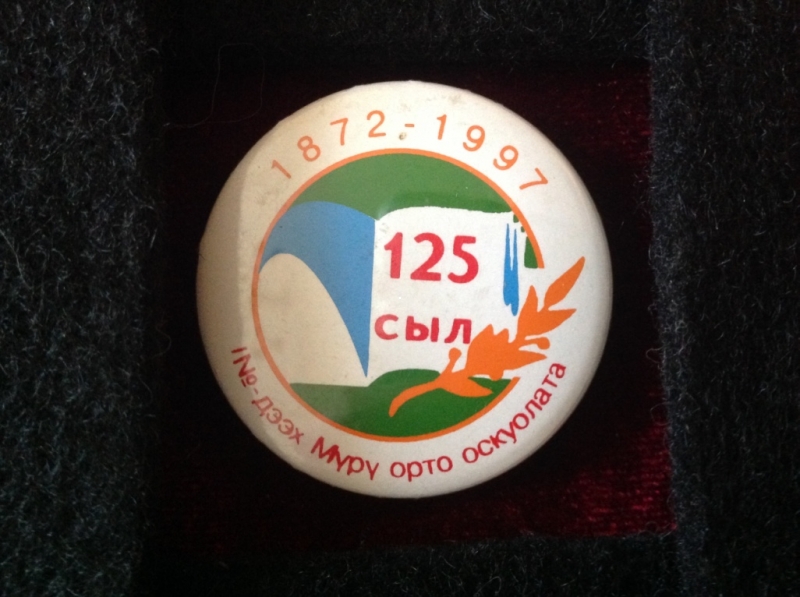 1872-1997
125
сыл
1№-дээх Мүрү орто оскуолата